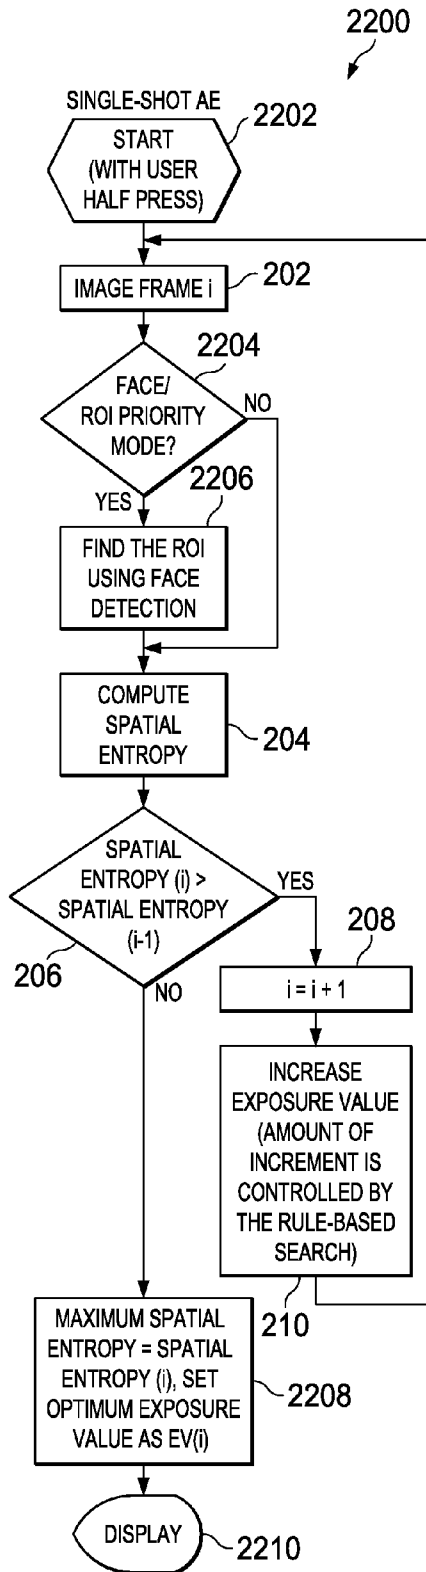 2200
SINGLE-SHOT AE
2202
START
(WITH USER
HALF PRESS)
IMAGE FRAME i
202
2204
FACE/
ROI PRIORITY
MODE?
NO
YES
2206
FIND THE ROI
USING FACE
DETECTION
COMPUTE
SPATIAL
ENTROPY
204
SPATIAL
ENTROPY (i) >
SPATIAL ENTROPY
(i-1)
YES
206
NO
208
i = i + 1
INCREASE
EXPOSURE VALUE
(AMOUNT OF
INCREMENT IS
CONTROLLED BY
THE RULE-BASED
SEARCH)
210
MAXIMUM SPATIAL
ENTROPY = SPATIAL
ENTROPY (i), SET
OPTIMUM EXPOSURE
VALUE AS EV(i)
2208
DISPLAY
2210